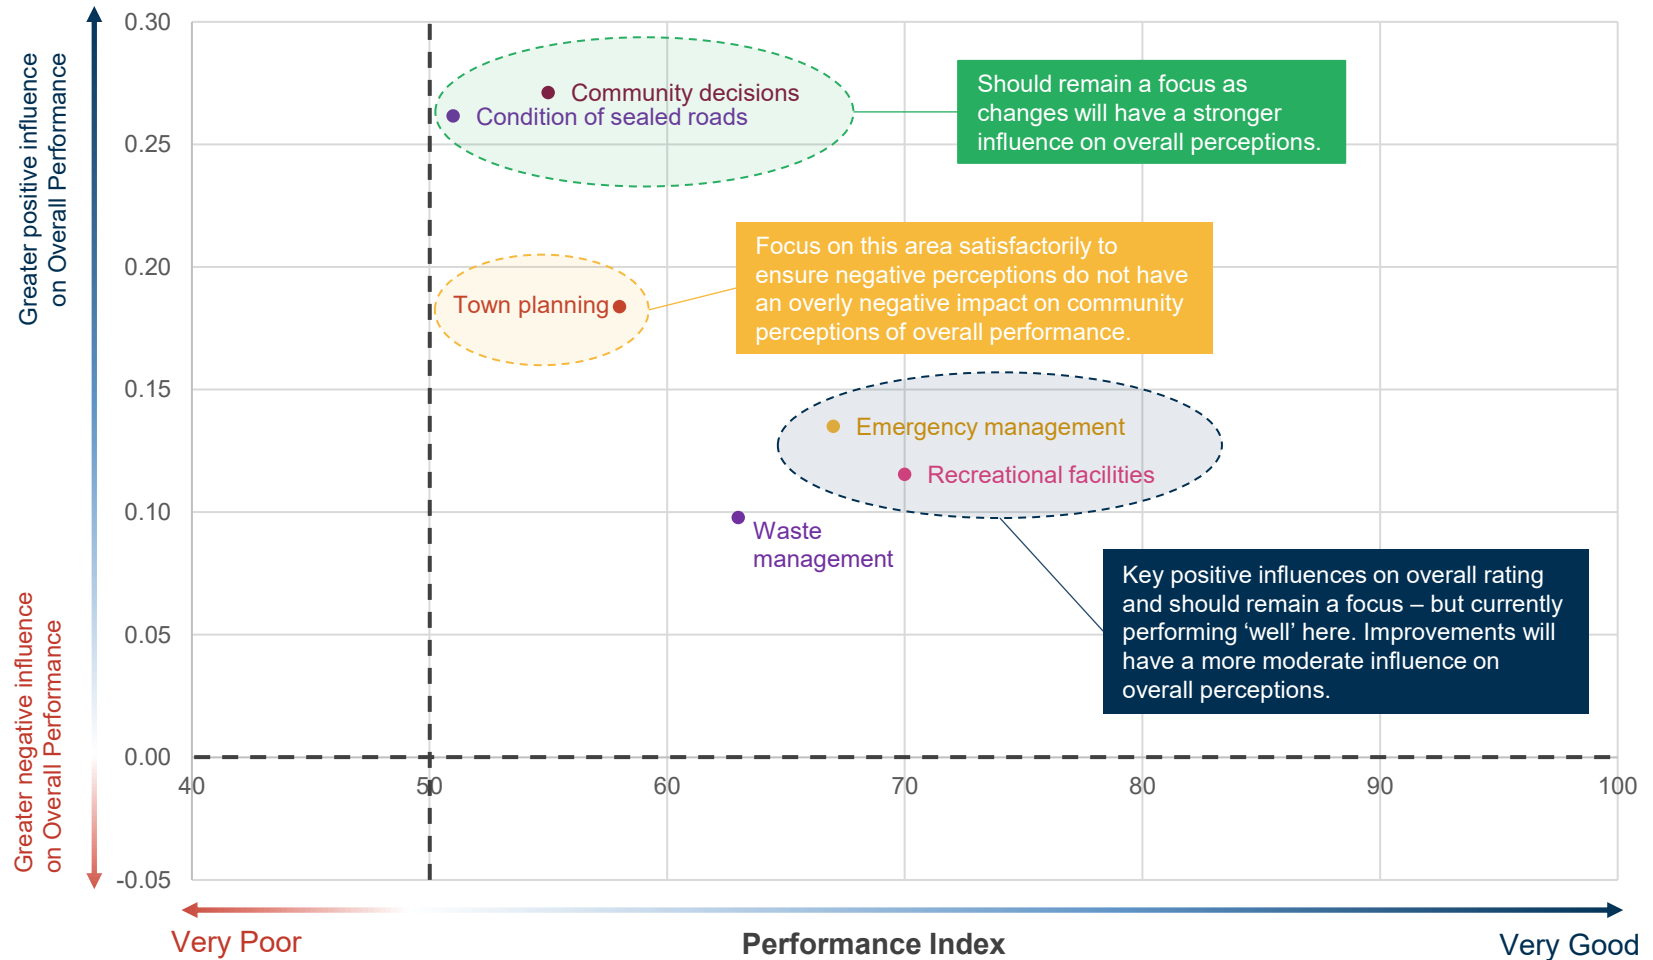 Greater positive influence
on Overall Performance
Greater negative influence
on Overall Performance
0.30
0.25
0.20
0.15
0.10
0.05
0.00
-0.05
40
50
60
70
80
90
100
Community decisions
Condition of sealed roads
Should remain a focus as
changes will have a stronger
influence on overall perceptions.
Town planning
Focus on this area satisfactorily to
ensure negative perceptions do not have
an overly negative impact on community
perceptions of overall performance.
Emergency management
Recreational facilities
Waste
management
Key positive influences on overall rating
and should remain a focus – but currently
performing ‘well’ here. Improvements will
have a more moderate influence on
overall perceptions.
Very Poor
Performance Index
Very Good